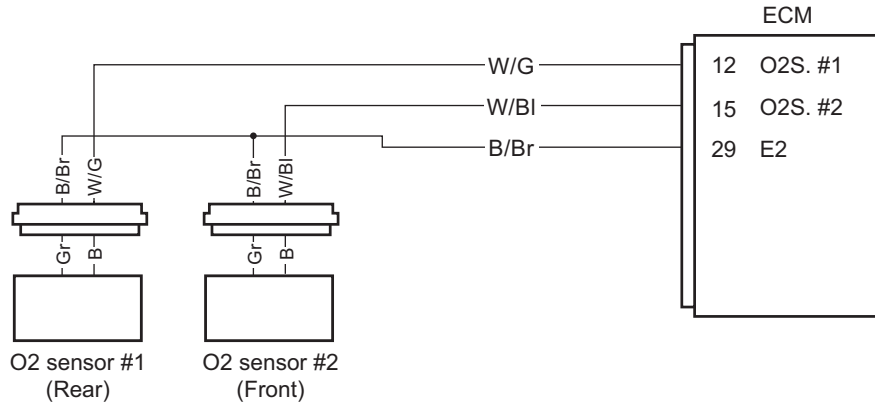 ECM
W/G
12 O2S. #1
W/Bl
15 O2S. #2
B/Br
29 E2
B/Br
W/G
B/Br
W/Bl
Gr
B
Gr
B
O2 sensor #1
(Rear)
O2 sensor #2
(Front)